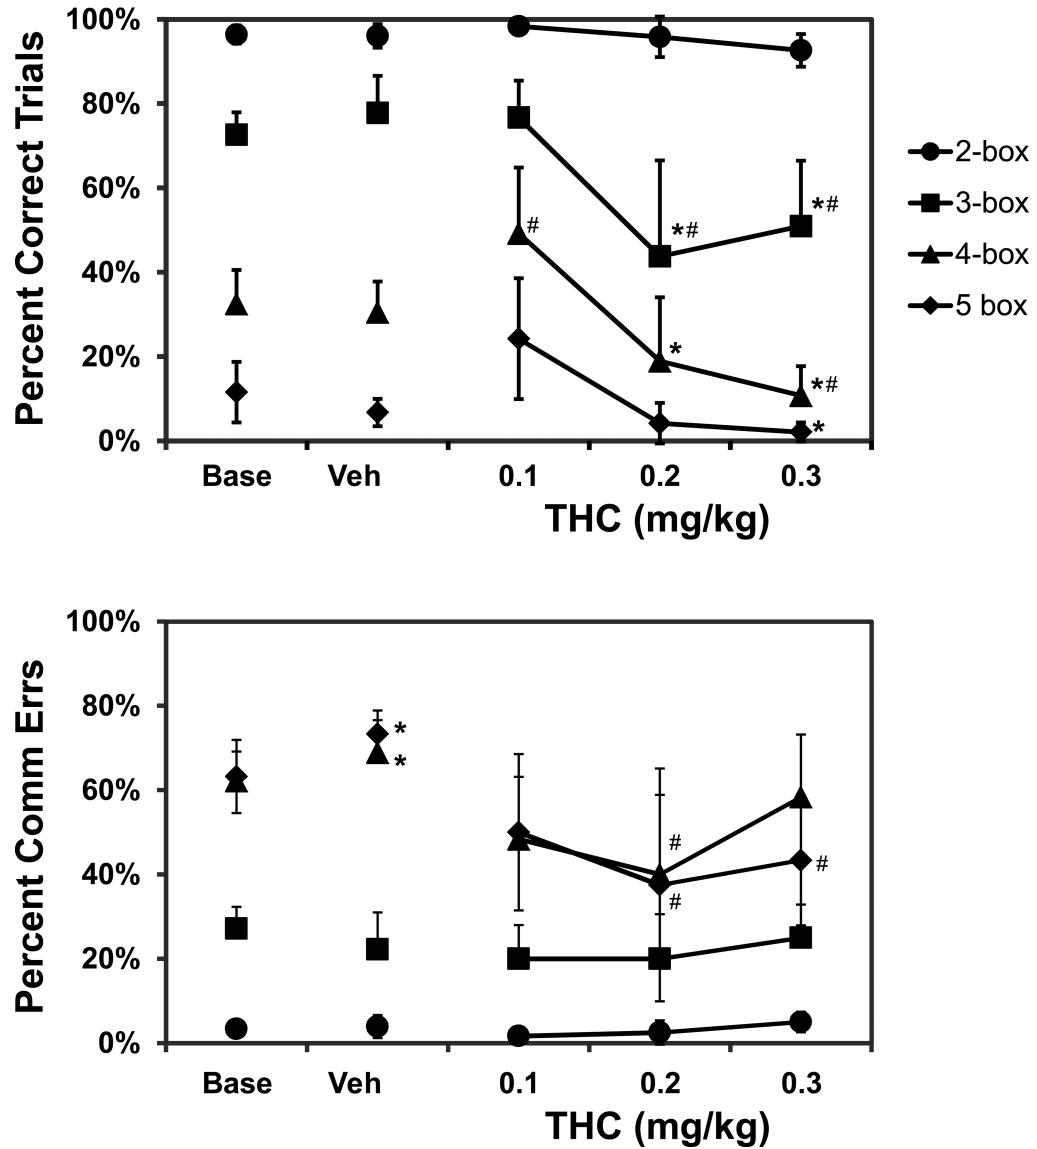 Percent Correct Trials
100%
80%
60%
40%
20%
0%
#
*#
*#
*
*#
*
Base Veh 0.1 0.2 0.3
THC (mg/kg)
2-box
3-box
4-box
5 box
Percent Comm Errs
100%
80%
60%
40%
20%
0%
*
*
#
#
#
Base Veh 0.1 0.2 0.3
THC (mg/kg)